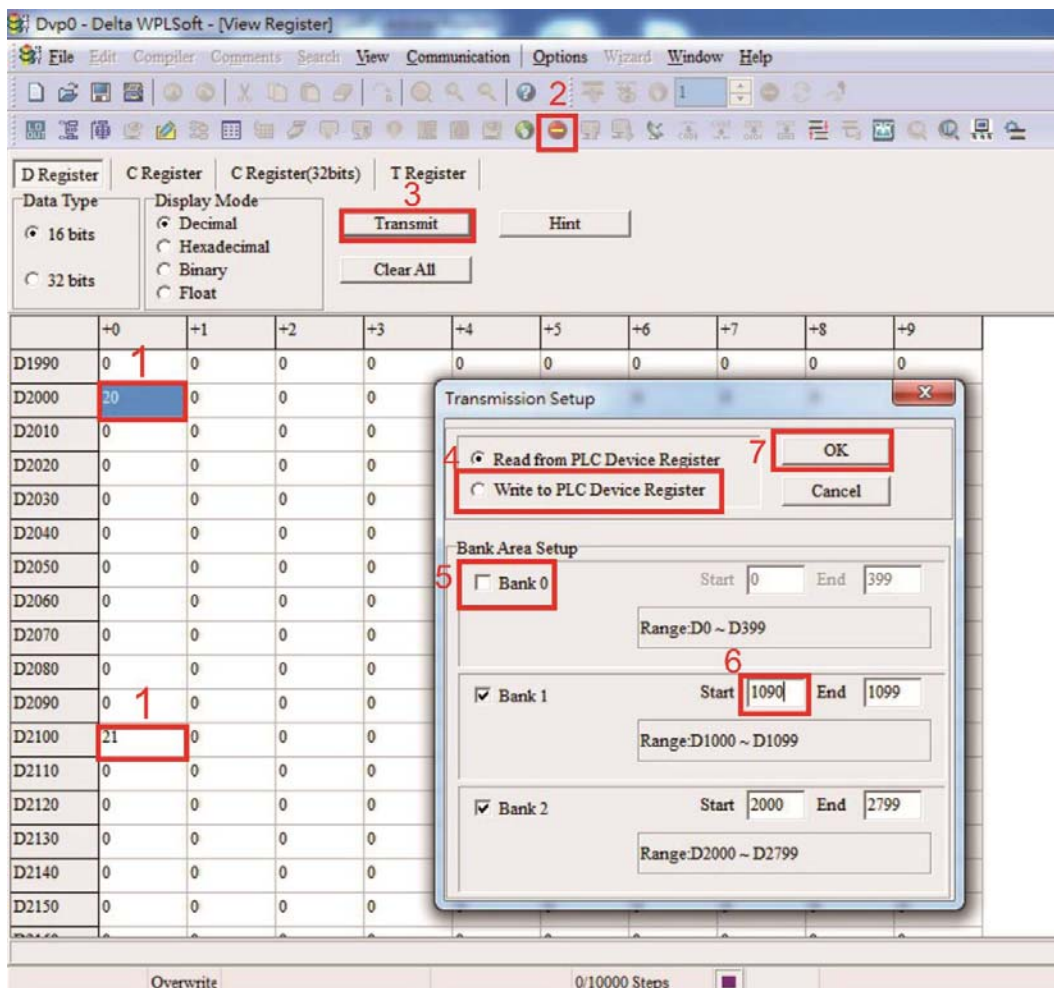 Dvp0 - Delta WPLSoft - [View Register]
File Edit Compiler Comments Search View Communication Options Wizard Window Help
2
1
D Register C Register C Register(32bits) T Register
Data Type Display Mode 3
16 bits Decimal Transmit Hint
Hexadecimal
32 bits Binary Clear All
Float
+0 +1 +2 +3 +4 +5 +6 +7 +8 +9
D1990 0 1 0 0 0 0 0 0 0 0 0
D2000 20 0 0 0
D2010 0 0 0 0
D2020 0 0 0 0
D2030 0 0 0 0
D2040 0 0 0 0
D2050 0 0 0 0
D2060 0 0 0 0
D2070 0 0 0 0
D2080 0 0 0 0
D2090 0 1 0 0 0
D2100 21 0 0 0
D2110 0 0 0 0
D2120 0 0 0 0
D2130 0 0 0 0
D2140 0 0 0 0
D2150 0 0 0 0
Transmission Setup
4 Read from PLC Device Register 7 OK
Write to PLC Device Register Cancel
Bank Area Setup
5 Bank 0 Start 0 End 399
Range:D0 ~ D399
6
Bank 1 Start 1090 End 1099
Range:D1000 ~ D1099
Bank 2 Start 2000 End 2799
Range:D2000 ~ D2799
Overwrite 0/10000 Steps